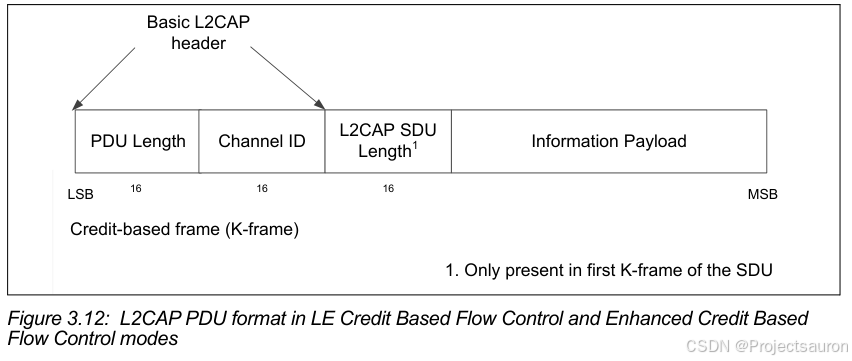 Basic L2CAP
header
PDU Length
Channel ID
L2CAP SDU
Length1
Information Payload
LSB
16
16
16
MSB
Credit-based frame (K-frame)
1. Only present in first K-frame of the SDU
Figure 3.12: L2CAP PDU format in LE Credit Based Flow Control and Enhanced Credit Based
Flow Control modes
CSDN @Projectsauron